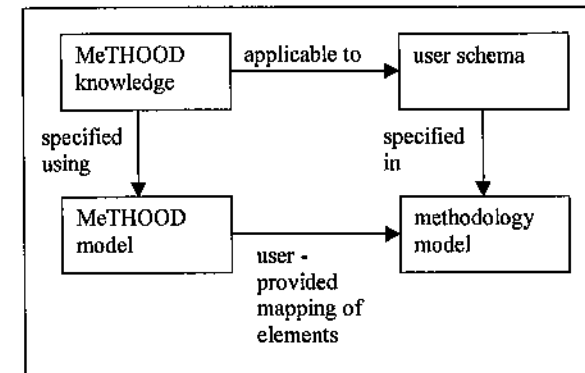 MeTHOOD
knowledge
applicable to
user schema
specified
using
specified
in
MeTHOOD
model
methodology
model
user -
provided
mapping of
elements